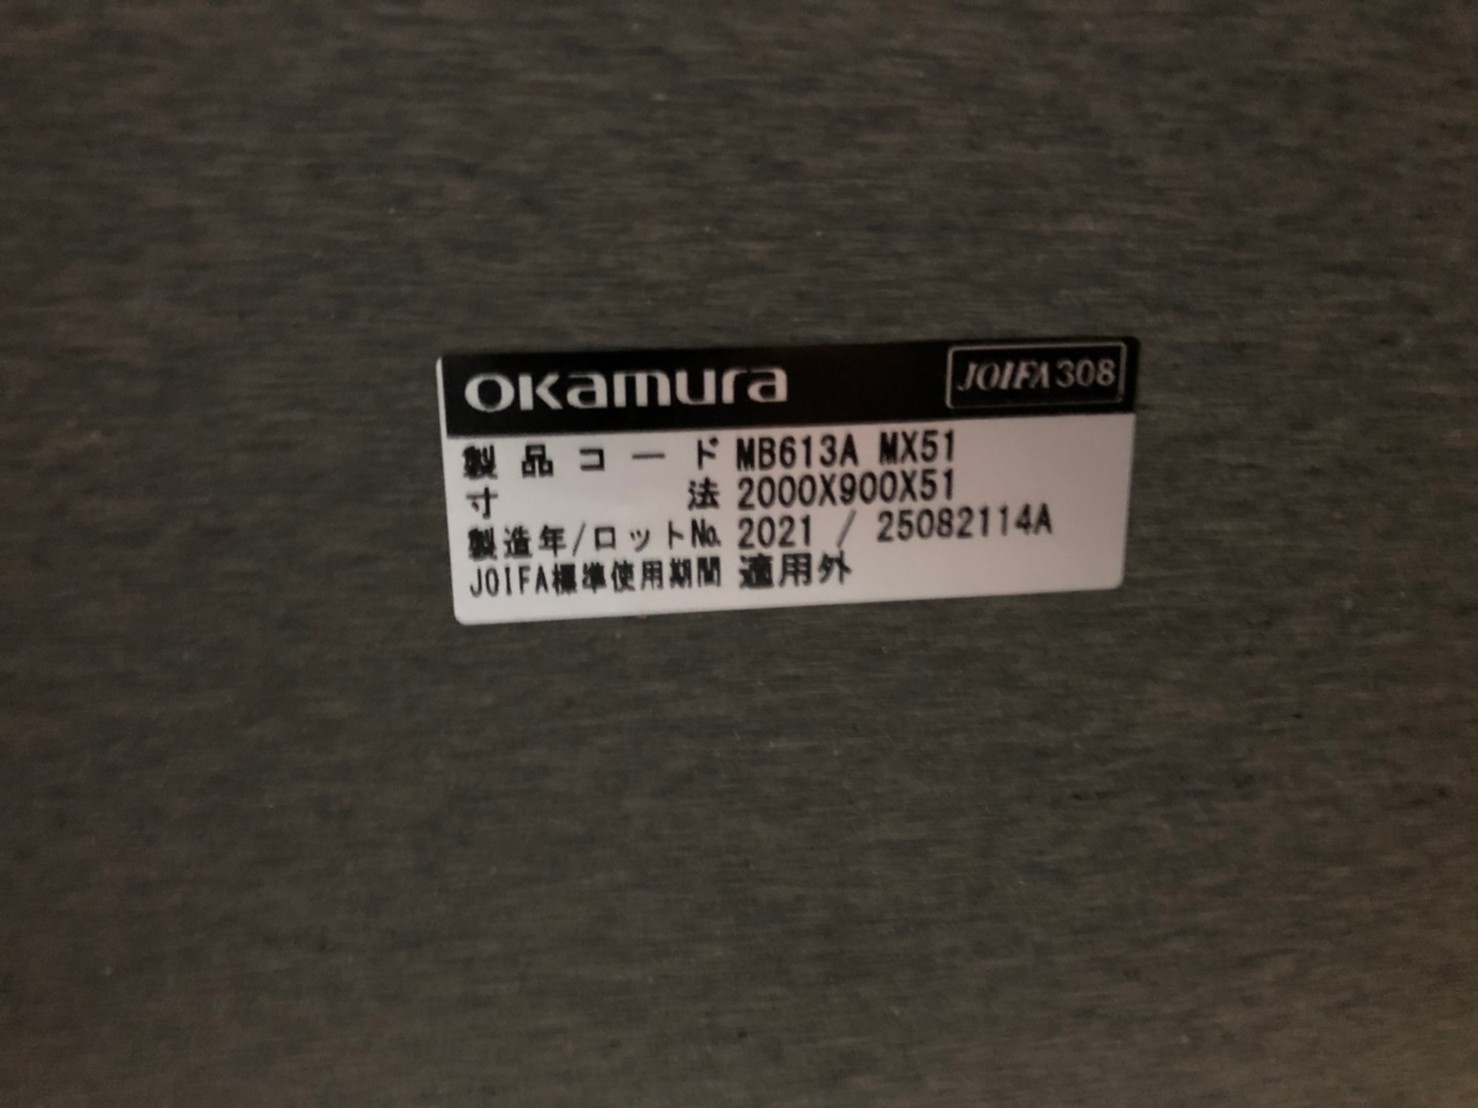 okamura JOIFA308
製品コード MB613A MX51
寸法 2000X900X51
製造年/ロットNo. 2021 / 25082114A
JOIFA標準使用期間 適用外